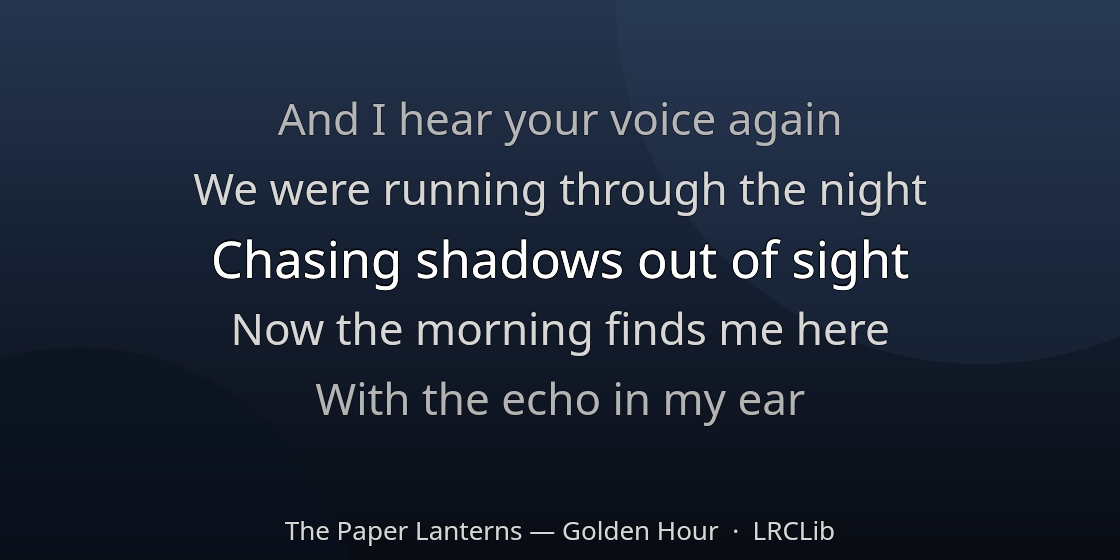 And I hear your voice again
We were running through the night
Chasing shadows out of sight
Now the morning finds me here
With the echo in my ear
The Paper Lanterns — Golden Hour · LRCLib